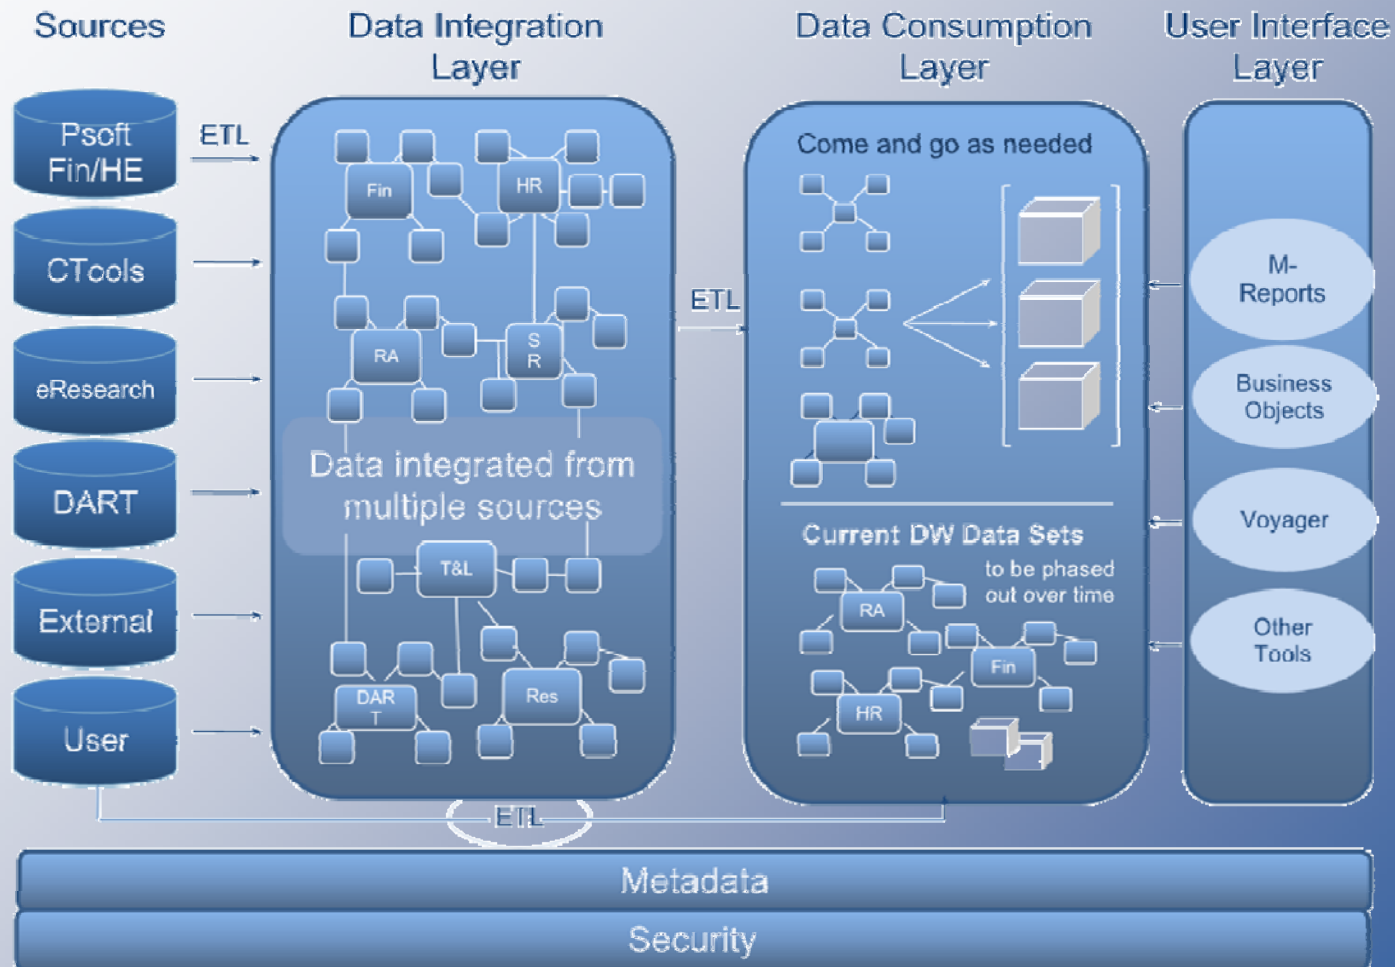 Sources
Data Integration
Layer
Data Consumption
Layer
User Interface
Layer
Psoft
Fin/HE
CTools
eResearch
DART
External
User
ETL
Fin
HR
RA
S
R
Data integrated from
multiple sources
T&L
DAR
T
Res
ETL
ETL
Come and go as needed
Current DW Data Sets
to be phased
out over time
RA
Fin
HR
M-
Reports
Business
Objects
Voyager
Other
Tools
Metadata
Security